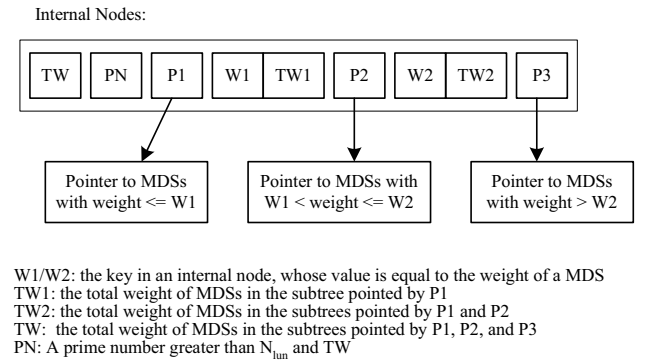 Internal Nodes:
TW PN P1 W1 TW1 P2 W2 TW2 P3
Pointer to MDSs
with weight <= W1
Pointer to MDSs with
W1 < weight <= W2
Pointer to MDSs
with weight > W2
W1/W2: the key in an internal node, whose value is equal to the weight of a MDS
TW1: the total weight of MDSs in the subtree pointed by P1
TW2: the total weight of MDSs in the subtrees pointed by P1 and P2
TW: the total weight of MDSs in the subtrees pointed by P1, P2, and P3
PN: A prime number greater than N_lun and TW